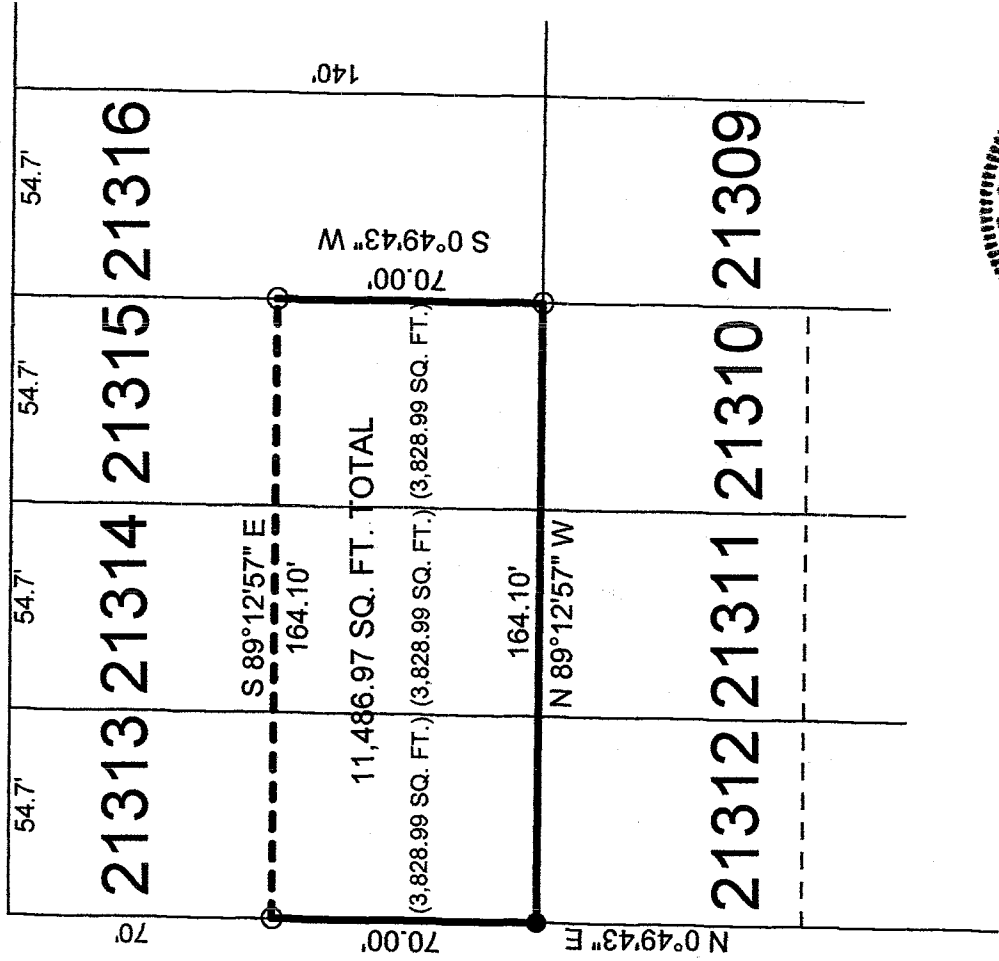 54.7' 54.7' 54.7' 54.7'
21313 21314 21315 21316
140'
70'
S 89°12'57" E
164.10'
11,486.97 SQ. FT. TOTAL
(3,828.99 SQ. FT.) (3,828.99 SQ. FT.) (3,828.99 SQ. FT.)
70.00'
70.00'
S 0°49'43" W
164.10'
N 89°12'57" W
N 0°49'43" E
21312 21311 21310 21309